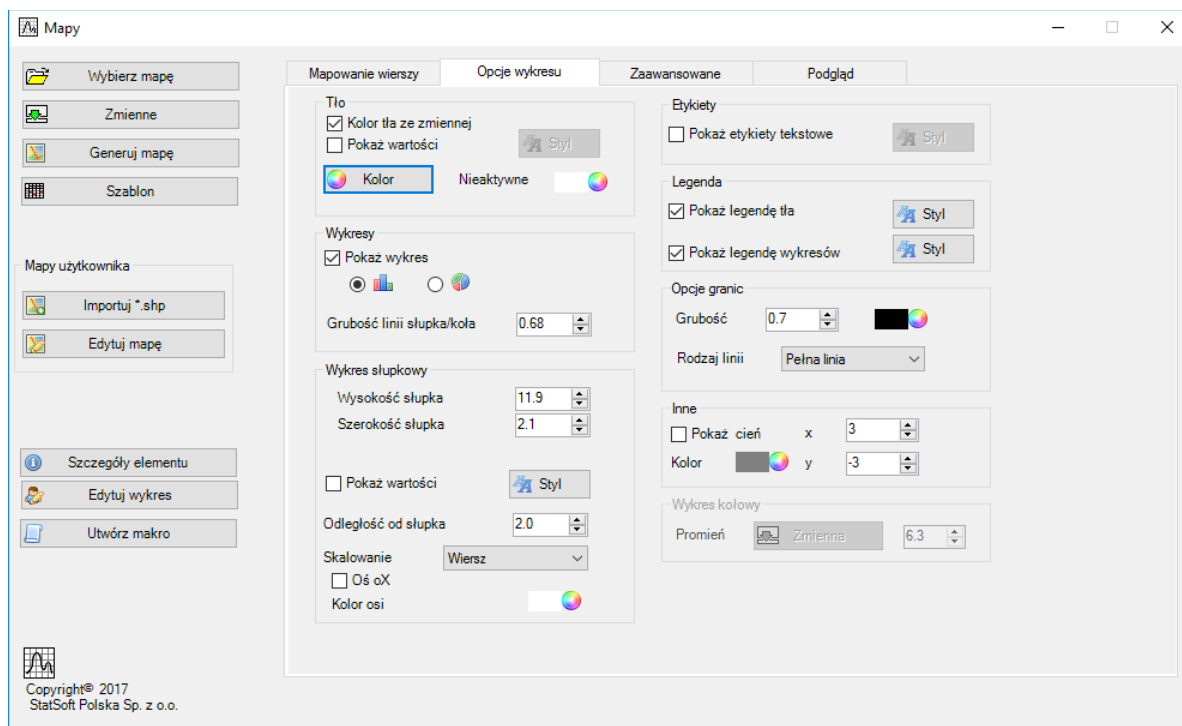 Mapy
Wybierz mapę
Zmienne
Generuj mapę
Szablon
Mapy użytkownika
Importuj *.shp
Edytuj mapę
Szczegóły elementu
Edytuj wykres
Utwórz makro
Copyright© 2017
StatSoft Polska Sp. z o.o.
Mapowanie wierszy
Opcje wykresu
Zaawansowane
Podgląd
Tło
Kolor tła ze zmiennej
Pokaż wartości
Styl
Kolor
Nieaktywne
Wykresy
Pokaż wykres
Grubość linii słupka/koła 0.68
Wykres słupkowy
Wysokość słupka 11.9
Szerokość słupka 2.1
Pokaż wartości
Styl
Odległość od słupka 2.0
Skalowanie Wiersz
Oś oX
Kolor osi
Etykiety
Pokaż etykiety tekstowe
Styl
Legenda
Pokaż legendę tła
Styl
Pokaż legendę wykresów
Styl
Opcje granic
Grubość 0.7
Rodzaj linii Pełna linia
Inne
Pokaż cień x 3
Kolor y -3
Wykres kołowy
Promień Zmienna 6.3